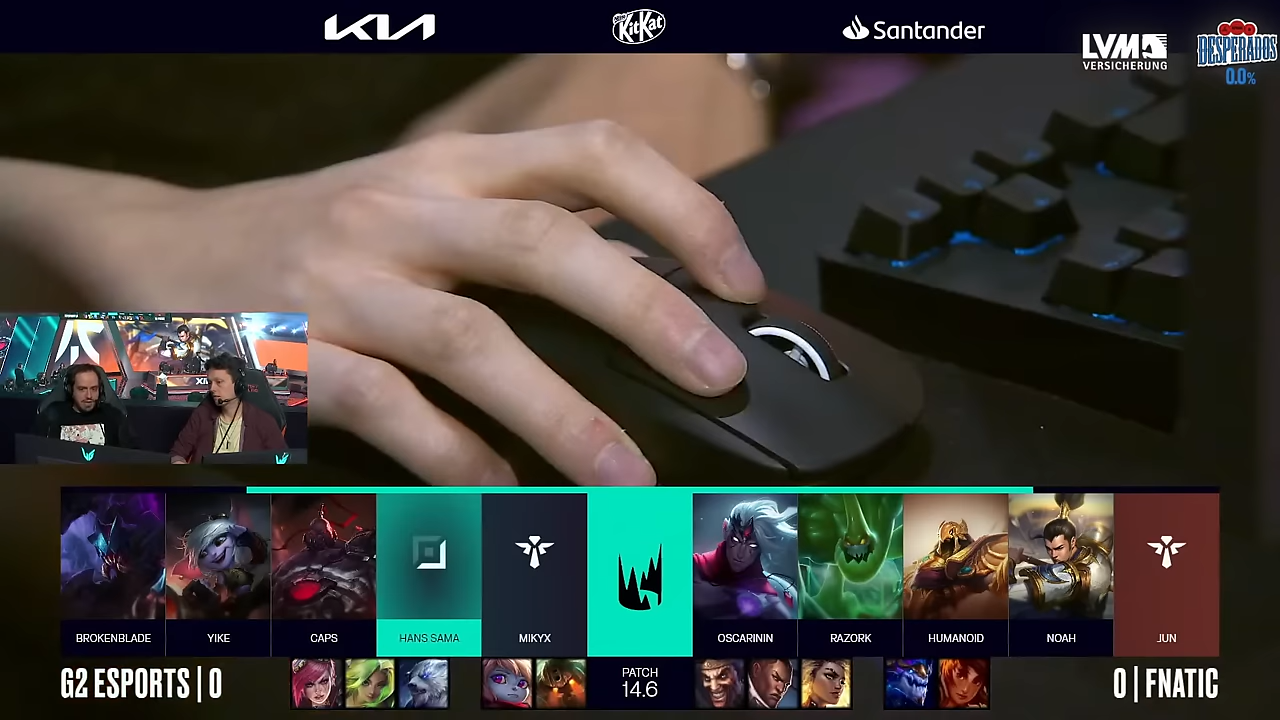 KIA
Nestlé
KitKat
Santander
LVM
VERSICHERUNG
DESPERADOS
0.0%
BROKENBLADE
YIKE
CAPS
HANS SAMA
MIKYX
OSCARININ
RAZORK
HUMANOID
NOAH
JUN
G2 ESPORTS | 0
PATCH
14.6
0 | FNATIC